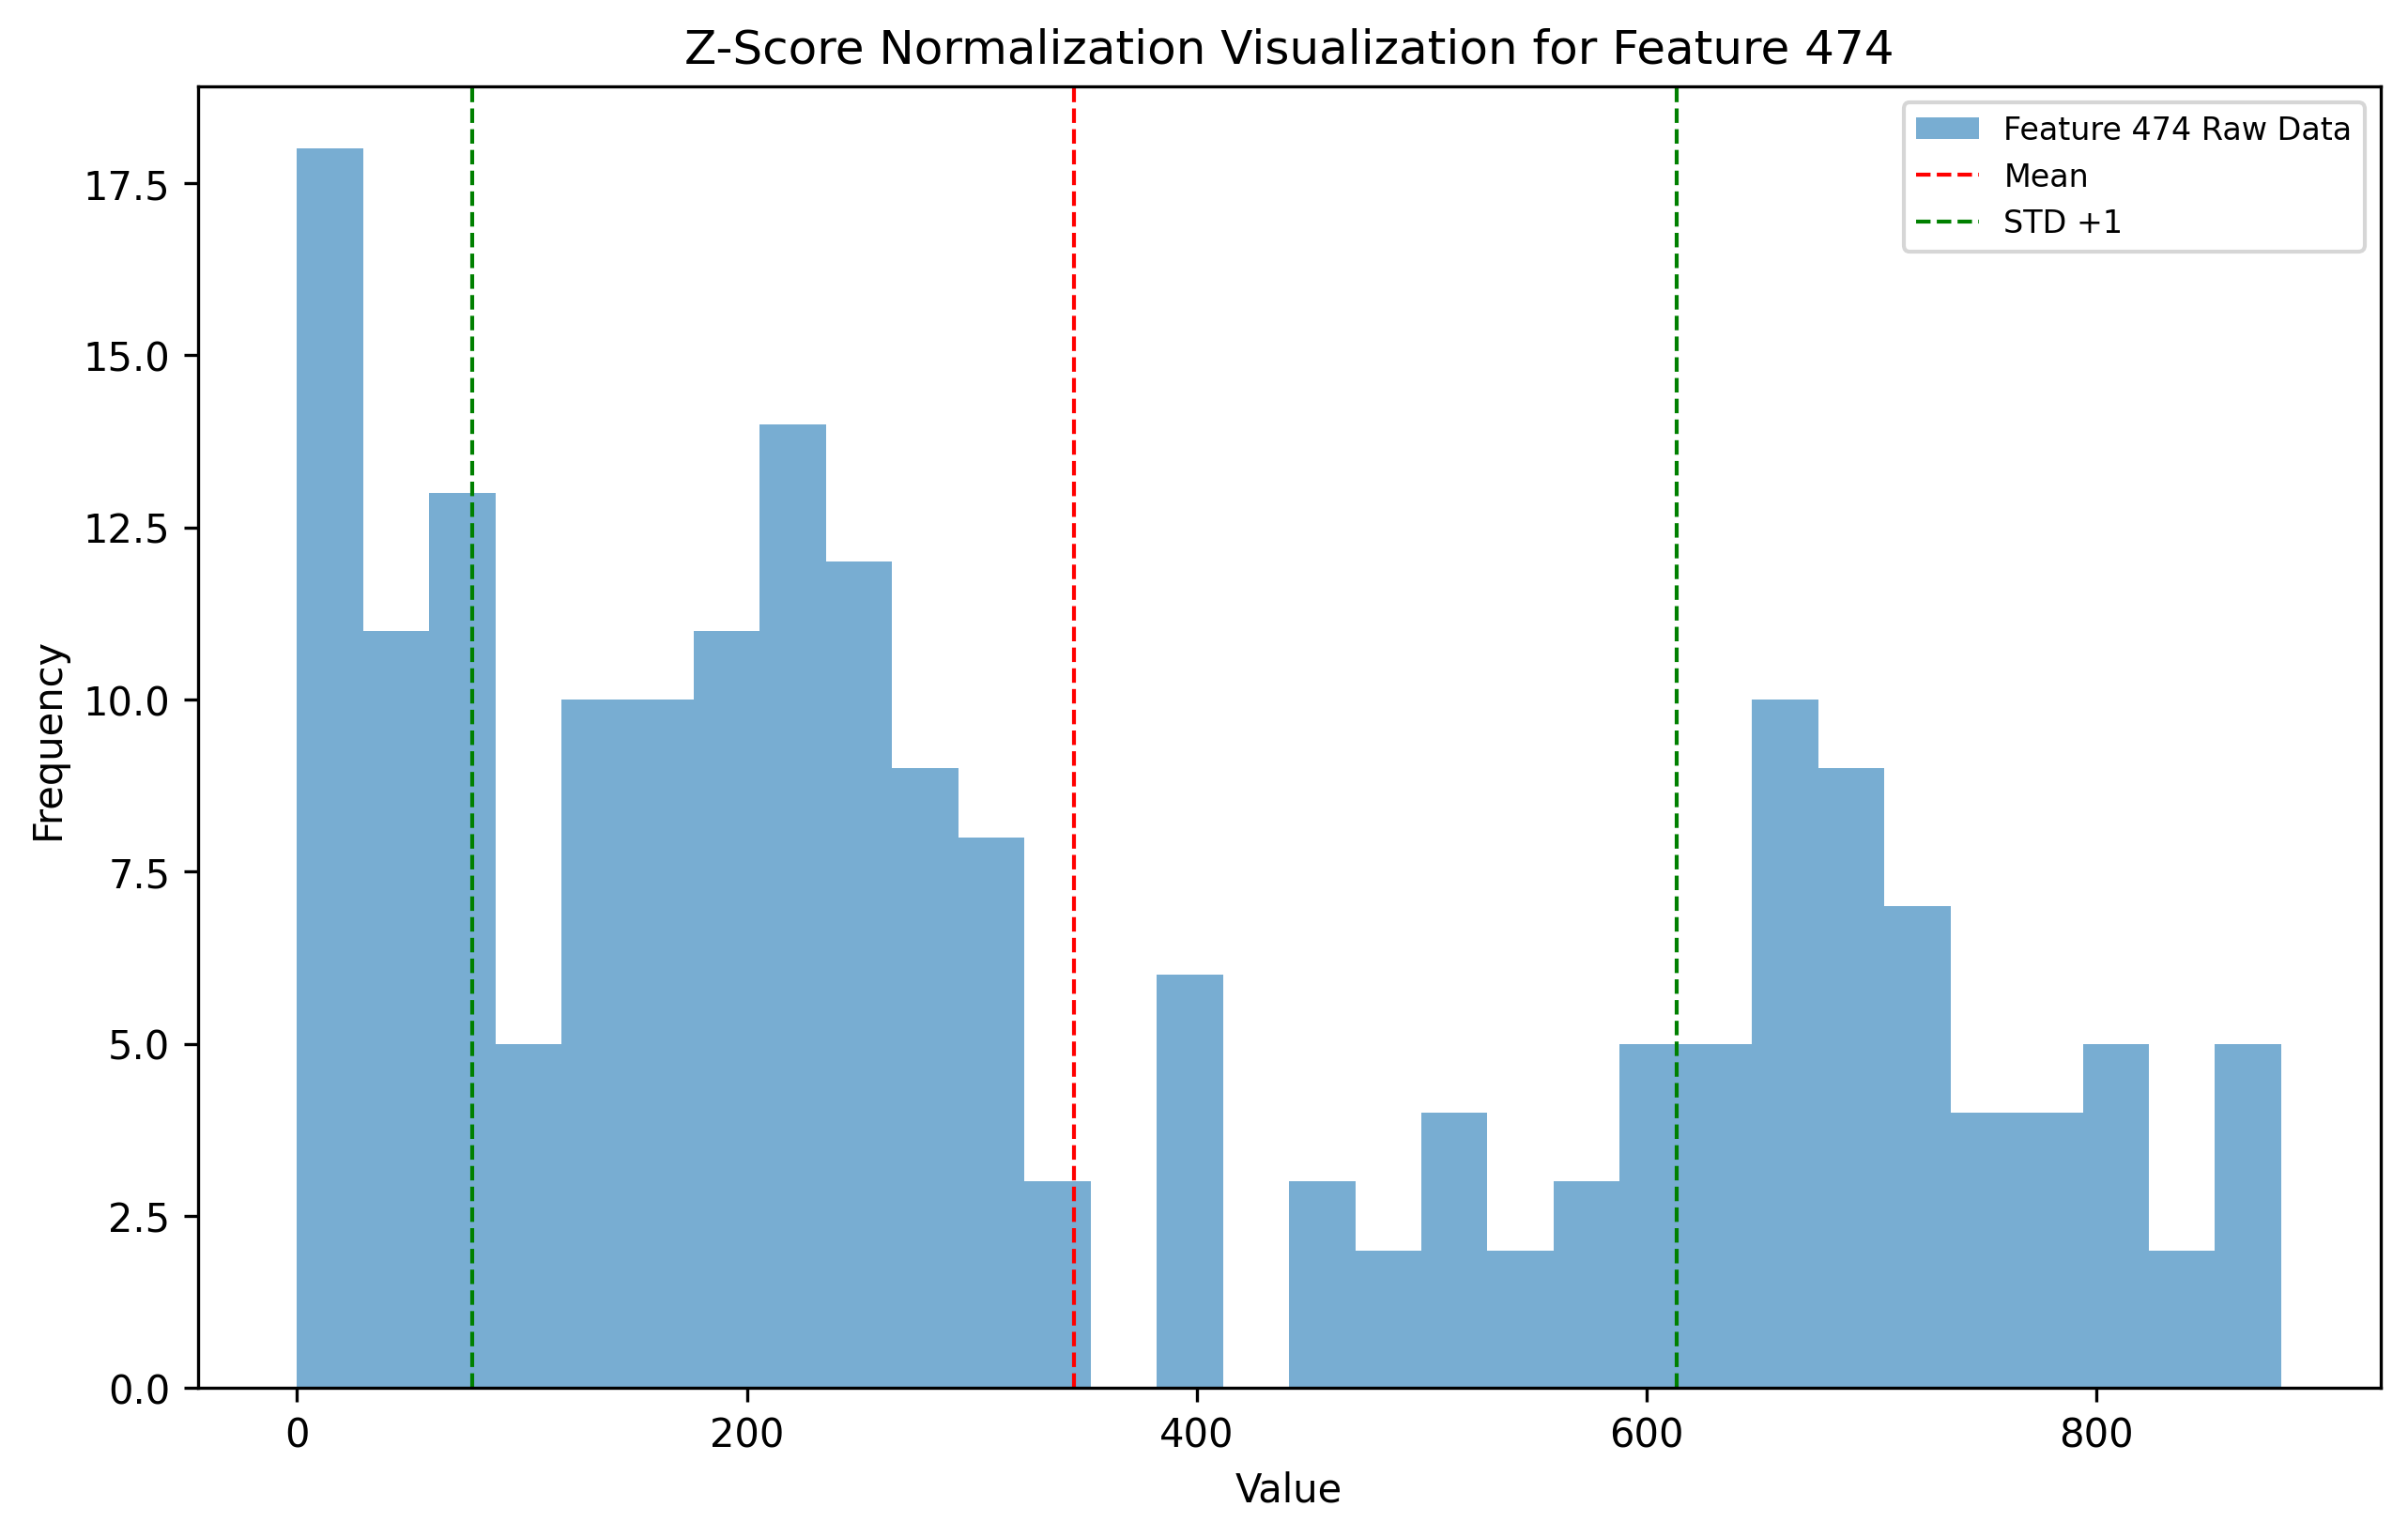 Z-Score Normalization Visualization for Feature 474
Feature 474 Raw Data
Mean
STD +1
Frequency
17.5
15.0
12.5
10.0
7.5
5.0
2.5
0.0
0 200 400 600 800
Value